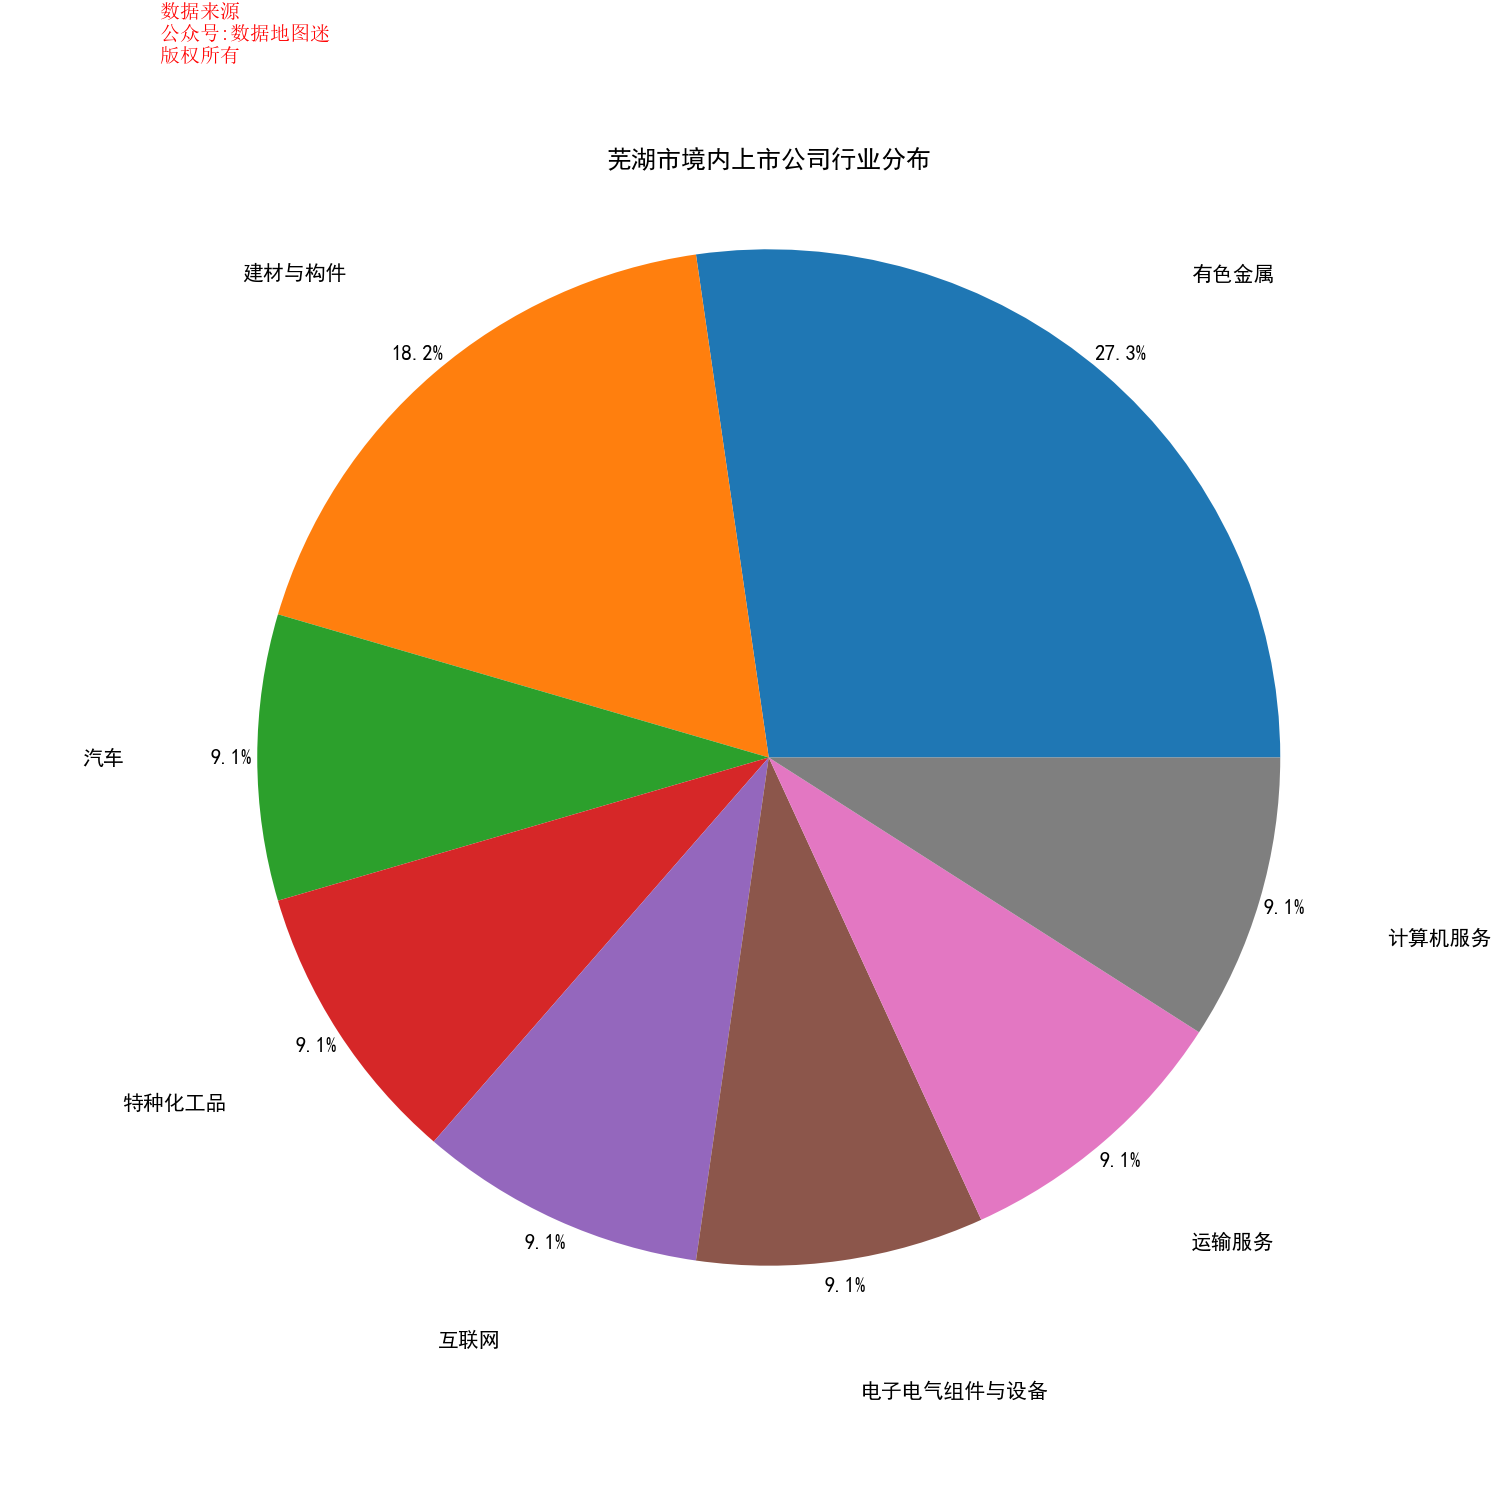 数据来源
公众号:数据地图迷
版权所有
芜湖市境内上市公司行业分布
建材与构件
有色金属
18.2%
27.3%
汽车
9.1%
9.1%
计算机服务
9.1%
特种化工品
9.1%
运输服务
9.1%
9.1%
互联网
电子电气组件与设备